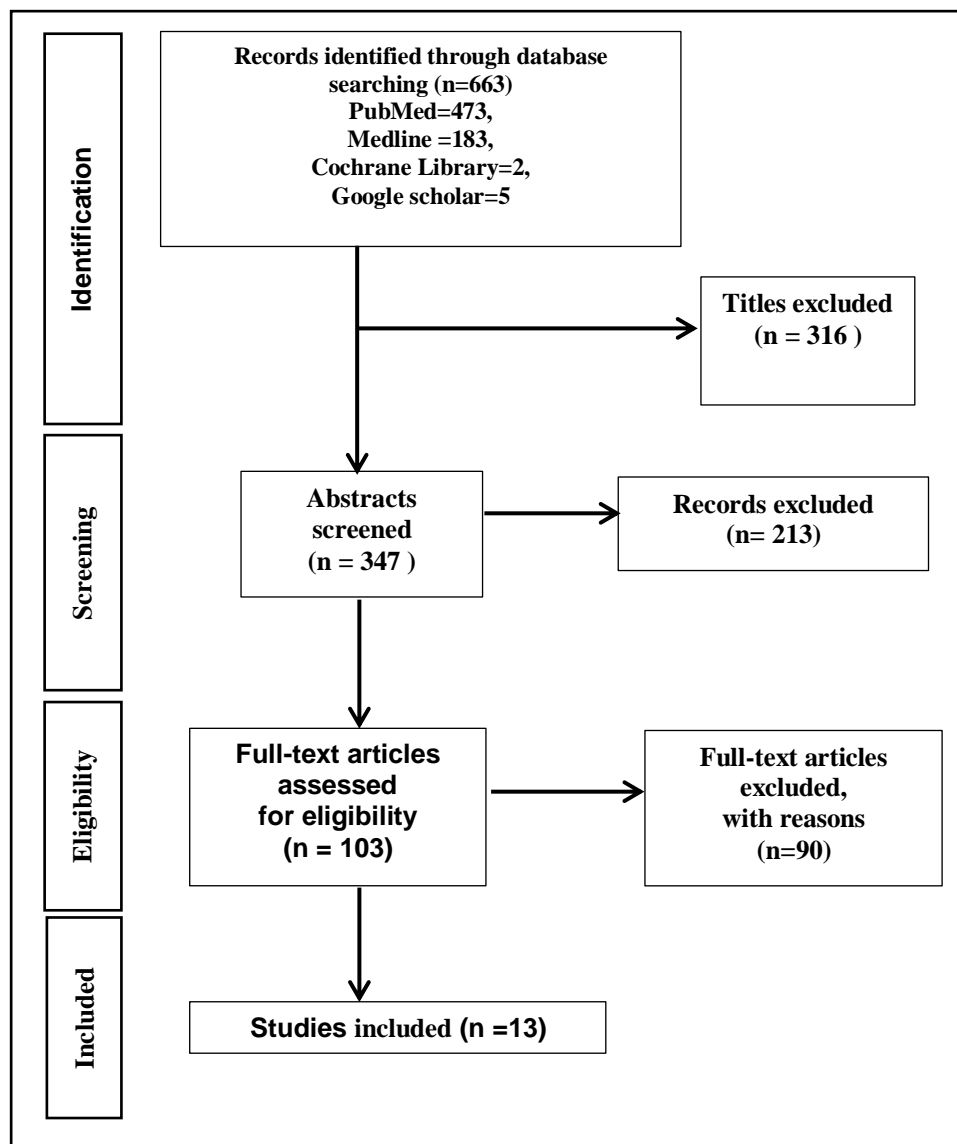 Identification
Records identified through database
searching (n=663)
PubMed=473,
Medline =183,
Cochrane Library=2,
Google scholar=5
Titles excluded
(n = 316 )
Screening
Abstracts
screened
(n = 347 )
Records excluded
(n= 213)
Eligibility
Full-text articles
assessed
for eligibility
(n = 103)
Full-text articles
excluded,
with reasons
(n=90)
Included
Studies included (n =13)